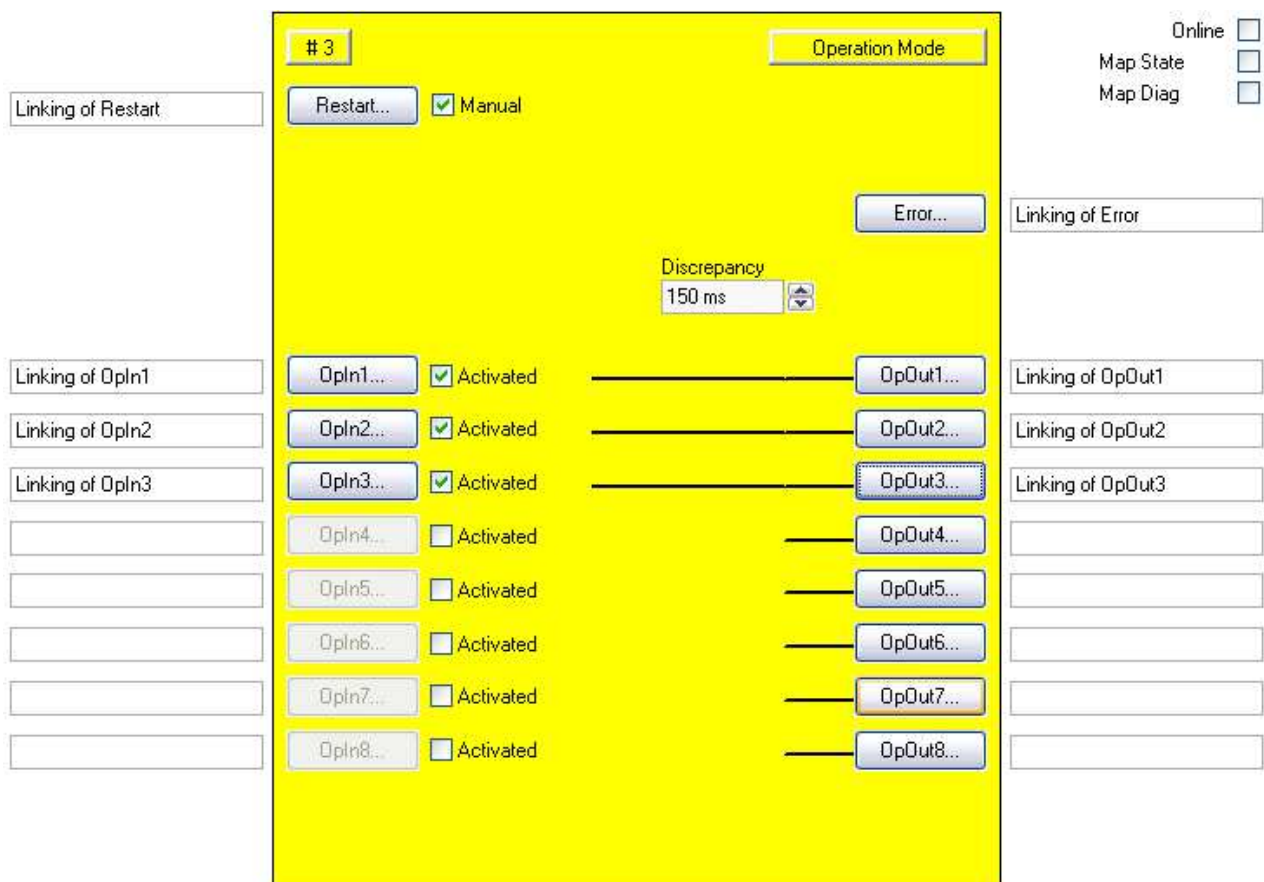 # 3
Operation Mode
Online
Map State
Map Diag
Linking of Restart
Restart...
Manual
Error...
Linking of Error
Discrepancy
150 ms
Linking of OpIn1
OpIn1...
Activated
OpOut1...
Linking of OpOut1
Linking of OpIn2
OpIn2...
Activated
OpOut2...
Linking of OpOut2
Linking of OpIn3
OpIn3...
Activated
OpOut3...
Linking of OpOut3
OpIn4...
Activated
OpOut4...
OpIn5...
Activated
OpOut5...
OpIn6...
Activated
OpOut6...
OpIn7...
Activated
OpOut7...
OpIn8...
Activated
OpOut8...